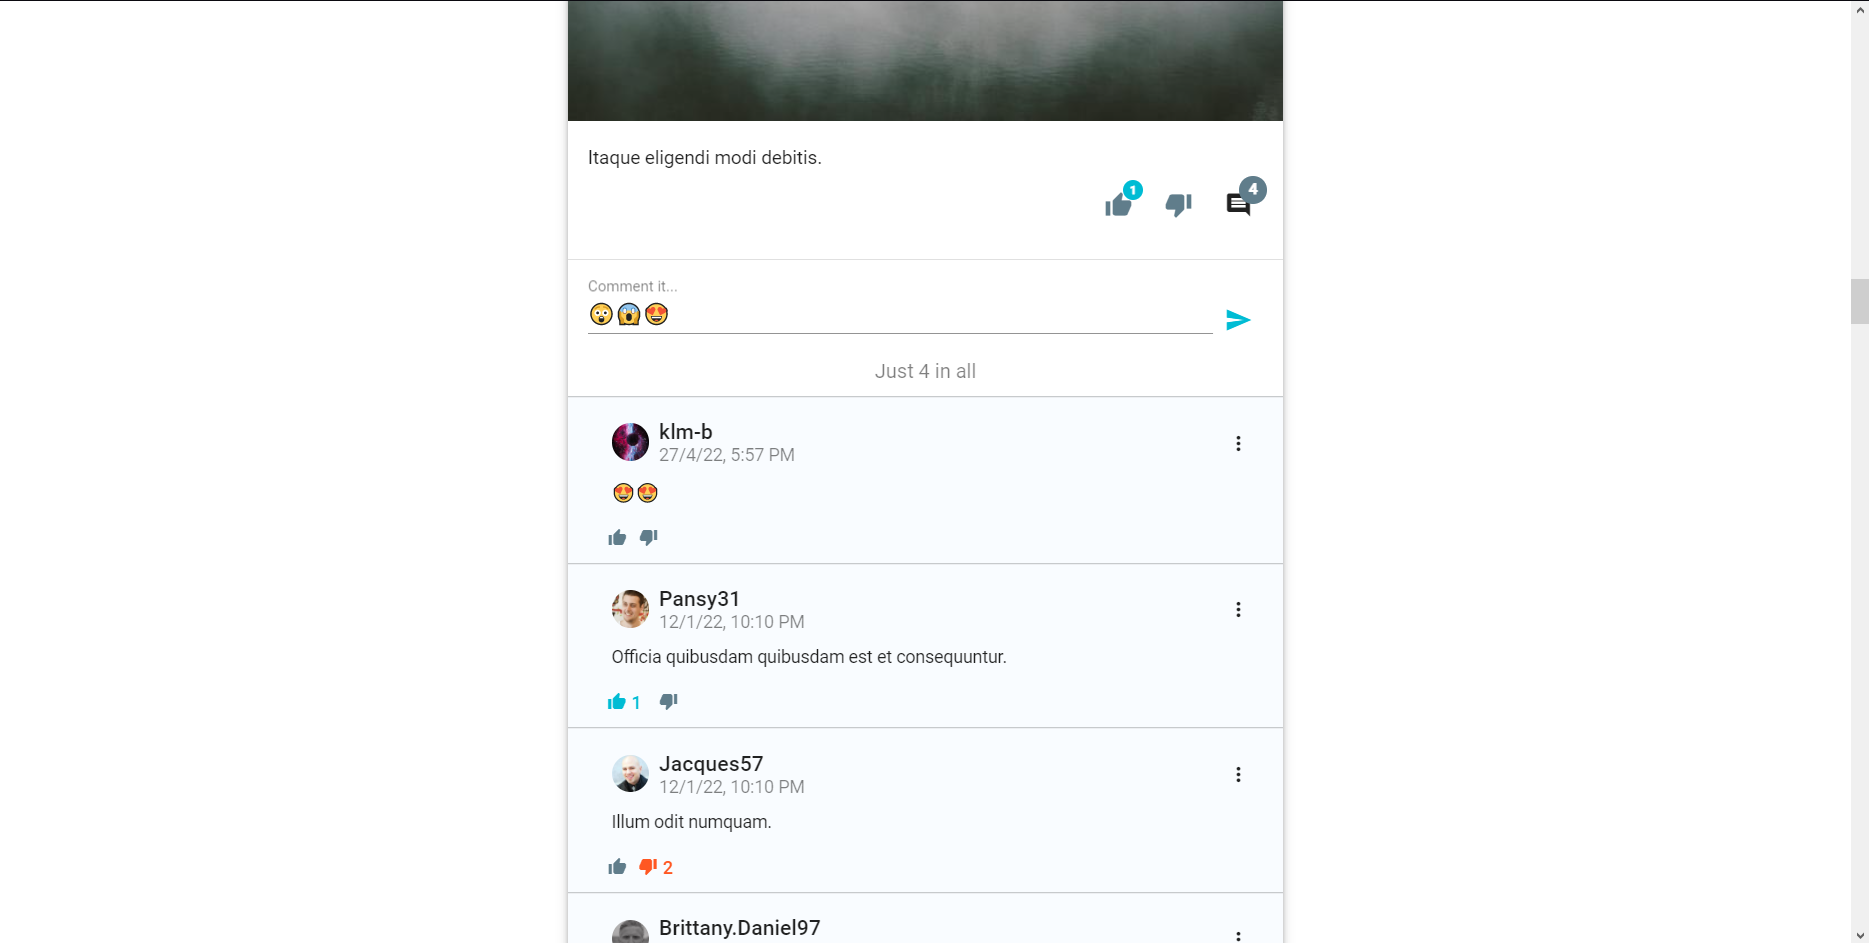 Itaque eligendi modi debitis.
1
4
Comment it...
😲😱😍
Just 4 in all
klm-b
27/4/22, 5:57 PM
😍😍
Pansy31
12/1/22, 10:10 PM
Officia quibusdam quibusdam est et consequuntur.
1
Jacques57
12/1/22, 10:10 PM
Illum odit numquam.
2
Brittany.Daniel97